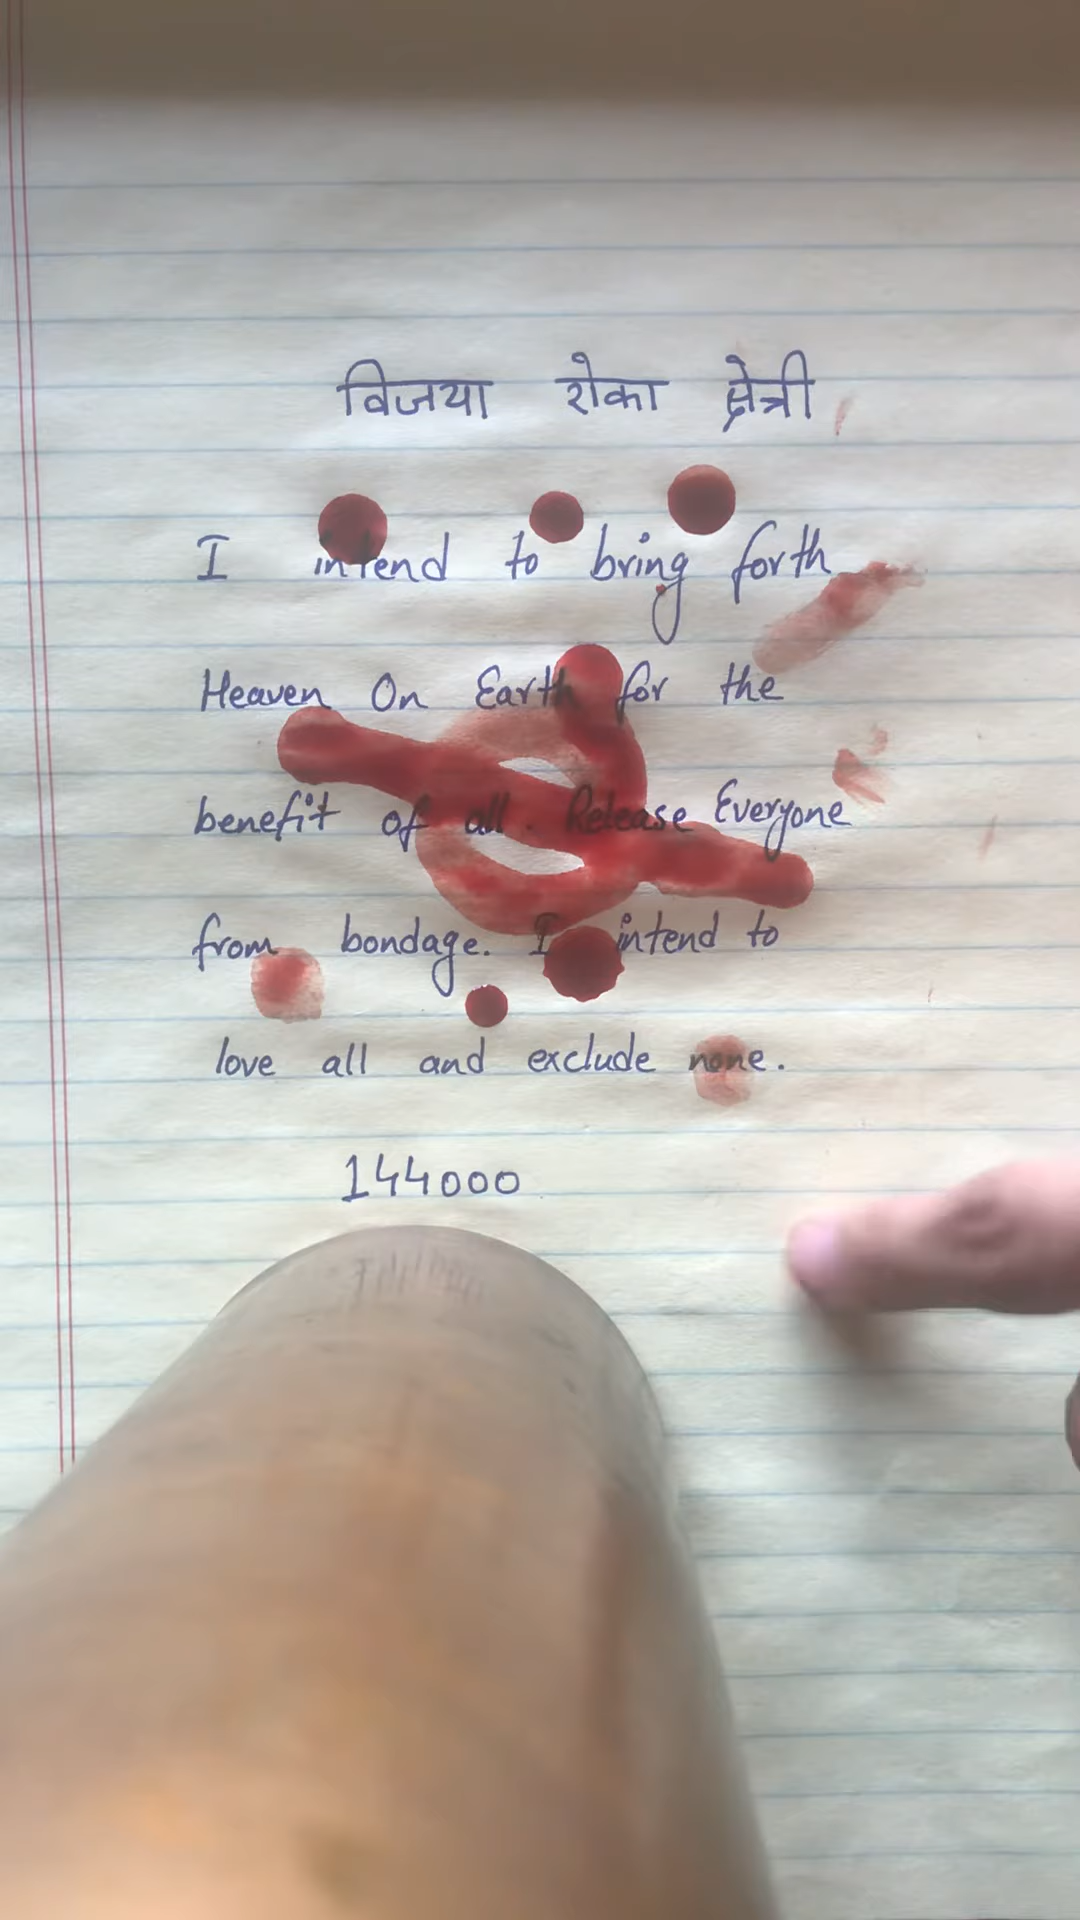 विजया रोका क्षेत्री
I intend to bring forth
Heaven On Earth for the
benefit of all. Release Everyone
from bondage. I intend to
love all and exclude none.
144000